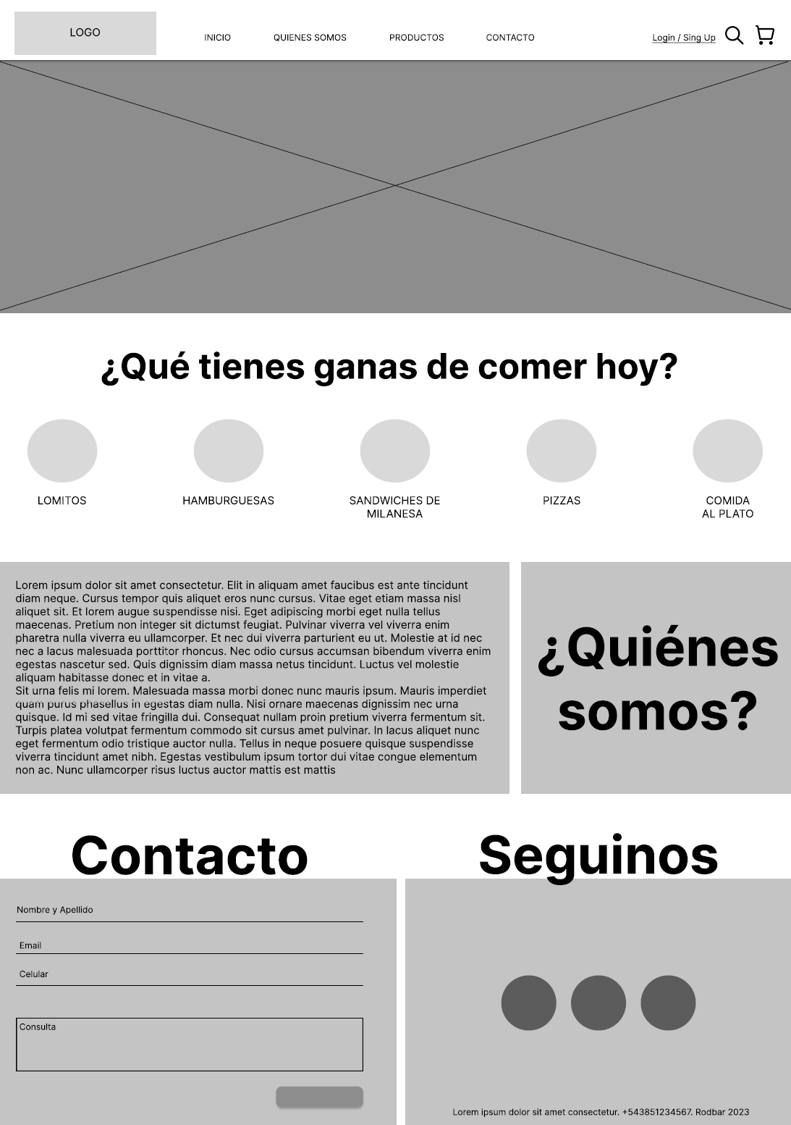 LOGO
INICIO
QUIENES SOMOS
PRODUCTOS
CONTACTO
Login / Sing Up
¿Qué tienes ganas de comer hoy?
LOMITOS
HAMBURGUESAS
SANDWICHES DE
MILANESA
PIZZAS
COMIDA
AL PLATO
Lorem ipsum dolor sit amet consectetur. Elit in aliquam amet faucibus est ante tincidunt
diam neque. Cursus tempor quis aliquet eros nunc cursus. Vitae eget etiam massa nisl
aliquet sit. Et lorem augue suspendisse nisi. Eget adipiscing morbi eget nulla tellus
maecenas. Pretium non integer sit dictumst feugiat. Pulvinar viverra vel viverra enim
pharetra nulla viverra eu ullamcorper. Et nec dui viverra parturient eu ut. Molestie at id nec
nec a lacus malesuada porttitor rhoncus. Nec odio cursus accumsan bibendum viverra enim
egestas nascetur sed. Quis dignissim diam massa netus tincidunt. Luctus vel molestie
aliquam habitasse donec et in vitae a.
Sit urna felis mi lorem. Malesuada massa morbi donec nunc mauris ipsum. Mauris imperdiet
quam purus phasellus in egestas diam nulla. Nisi ornare maecenas dignissim nec urna
quisque. Id mi sed vitae fringilla dui. Consequat nullam proin pretium viverra fermentum sit.
Turpis platea volutpat fermentum commodo sit cursus amet pulvinar. In lacus aliquet nunc
eget fermentum odio tristique auctor nulla. Tellus in neque posuere quisque suspendisse
viverra tincidunt amet nibh. Egestas vestibulum ipsum tortor dui vitae congue elementum
non ac. Nunc ullamcorper risus luctus auctor mattis est mattis
¿Quiénes
somos?
Contacto
Nombre y Apellido
Email
Celular
Consulta
Seguinos
Lorem ipsum dolor sit amet consectetur. +543851234567. Rodbar 2023